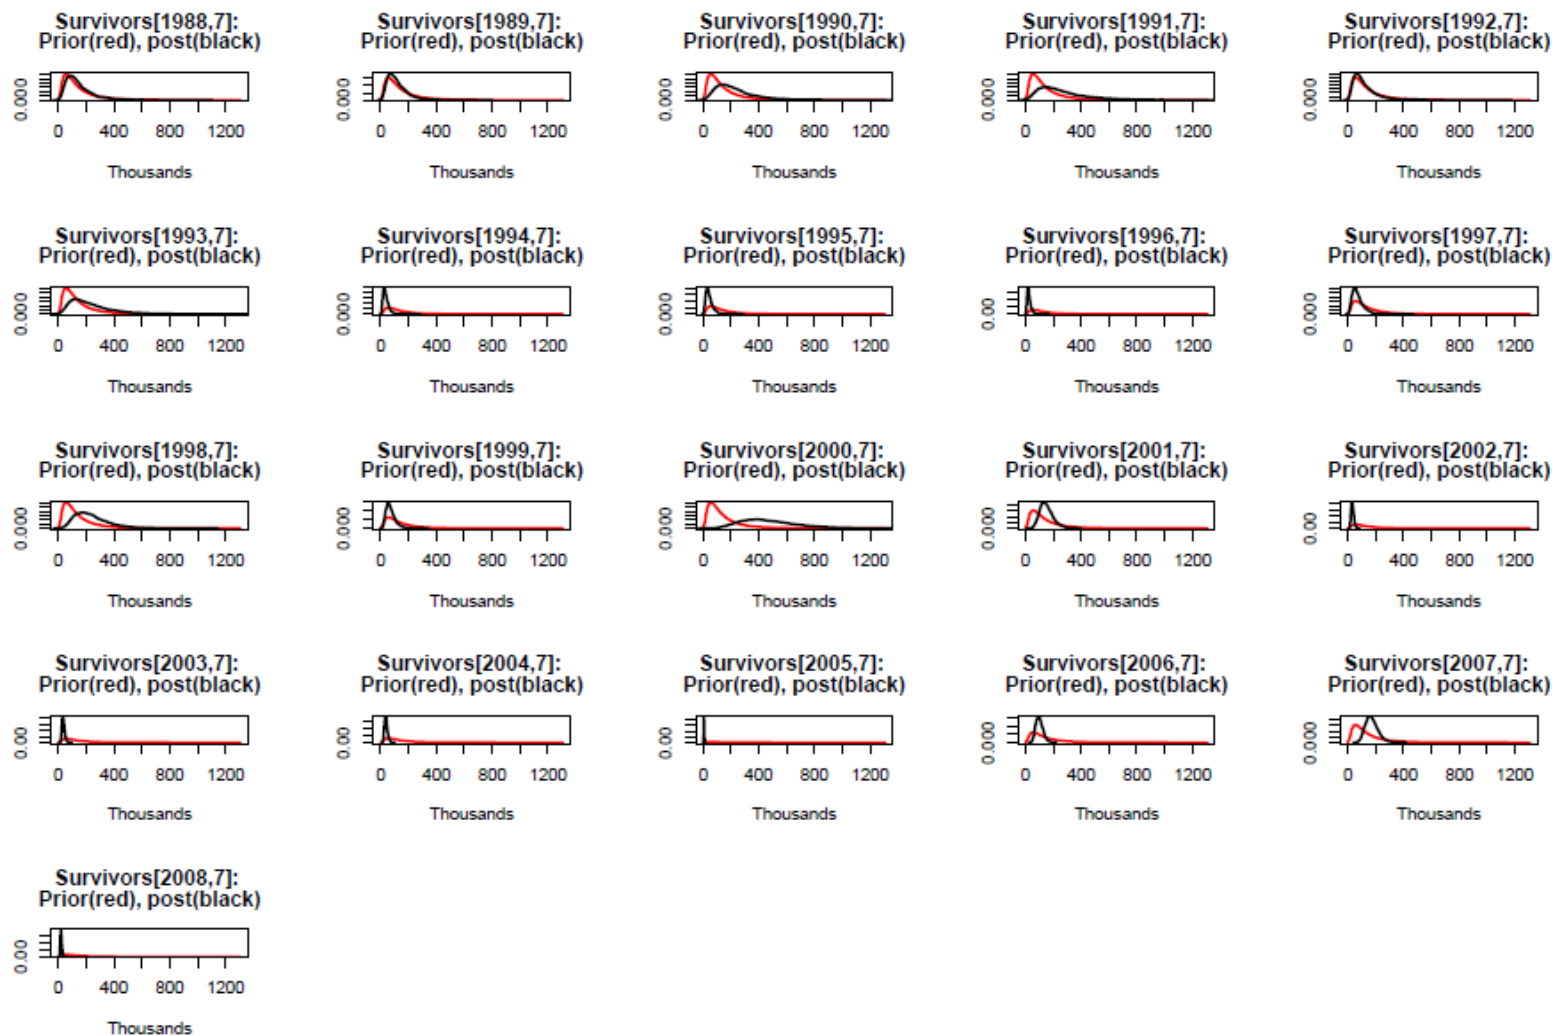 Survivors[1988,7]:
Prior(red), post(black)
0.000
0 400 800 1200
Thousands
Survivors[1989,7]:
Prior(red), post(black)
0.000
0 400 800 1200
Thousands
Survivors[1990,7]:
Prior(red), post(black)
0.000
0 400 800 1200
Thousands
Survivors[1991,7]:
Prior(red), post(black)
0.000
0 400 800 1200
Thousands
Survivors[1992,7]:
Prior(red), post(black)
0.000
0 400 800 1200
Thousands
Survivors[1993,7]:
Prior(red), post(black)
0.000
0 400 800 1200
Thousands
Survivors[1994,7]:
Prior(red), post(black)
0.000
0 400 800 1200
Thousands
Survivors[1995,7]:
Prior(red), post(black)
0.000
0 400 800 1200
Thousands
Survivors[1996,7]:
Prior(red), post(black)
0.00
0 400 800 1200
Thousands
Survivors[1997,7]:
Prior(red), post(black)
0.000
0 400 800 1200
Thousands
Survivors[1998,7]:
Prior(red), post(black)
0.000
0 400 800 1200
Thousands
Survivors[1999,7]:
Prior(red), post(black)
0.000
0 400 800 1200
Thousands
Survivors[2000,7]:
Prior(red), post(black)
0.000
0 400 800 1200
Thousands
Survivors[2001,7]:
Prior(red), post(black)
0.000
0 400 800 1200
Thousands
Survivors[2002,7]:
Prior(red), post(black)
0.00
0 400 800 1200
Thousands
Survivors[2003,7]:
Prior(red), post(black)
0.00
0 400 800 1200
Thousands
Survivors[2004,7]:
Prior(red), post(black)
0.00
0 400 800 1200
Thousands
Survivors[2005,7]:
Prior(red), post(black)
0.00
0 400 800 1200
Thousands
Survivors[2006,7]:
Prior(red), post(black)
0.000
0 400 800 1200
Thousands
Survivors[2007,7]:
Prior(red), post(black)
0.000
0 400 800 1200
Thousands
Survivors[2008,7]:
Prior(red), post(black)
0.00
0 400 800 1200
Thousands